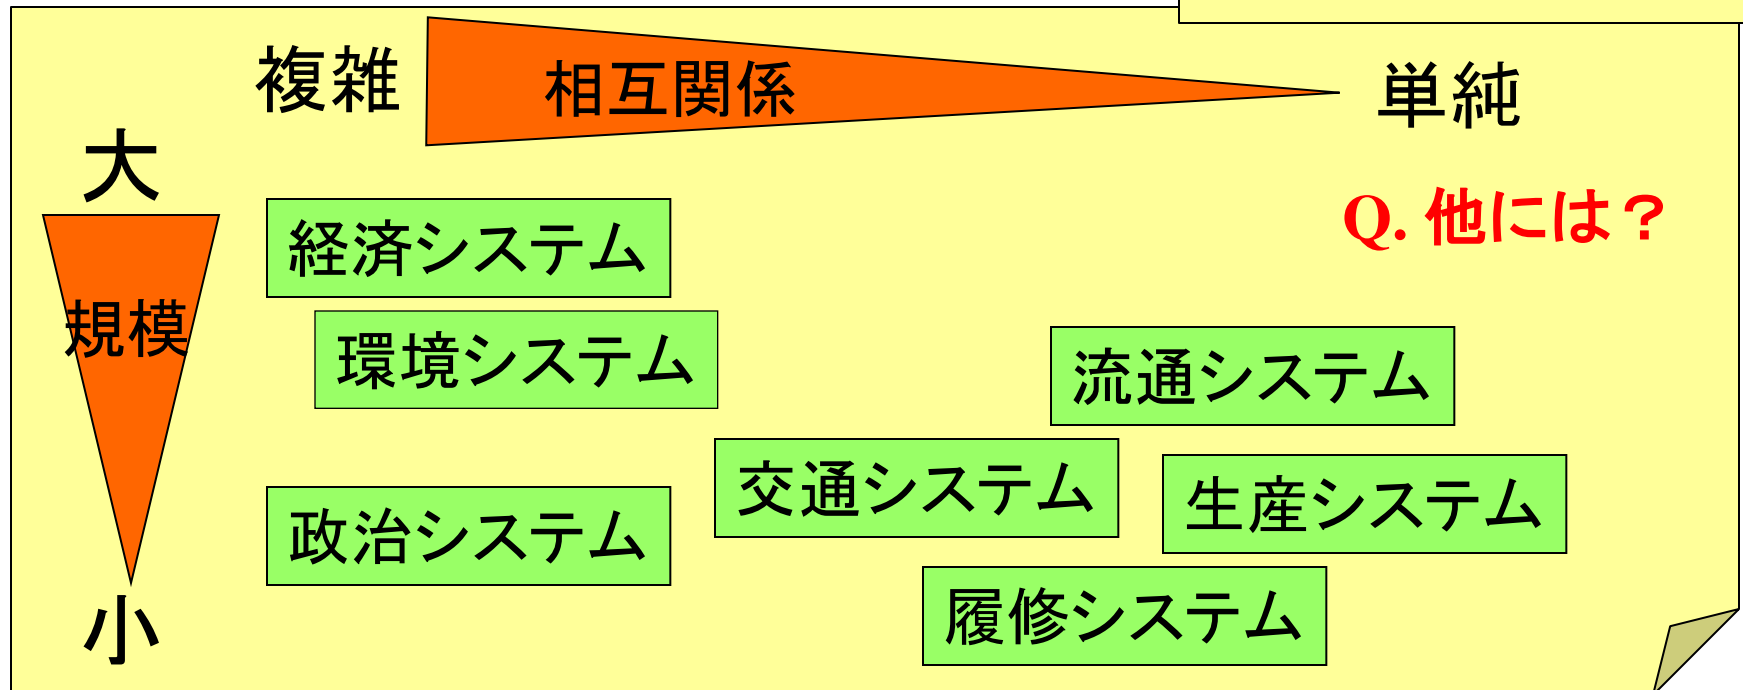 複雑
相互関係
単純
大
Q. 他には？
経済システム
規模
環境システム
流通システム
交通システム
生産システム
政治システム
履修システム
小